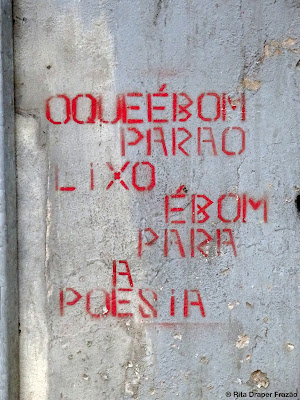 OQUEÉBOM
PARAO
LIXO
ÉBOM
PARA
A
POESIA
© Rita Draper Frazão